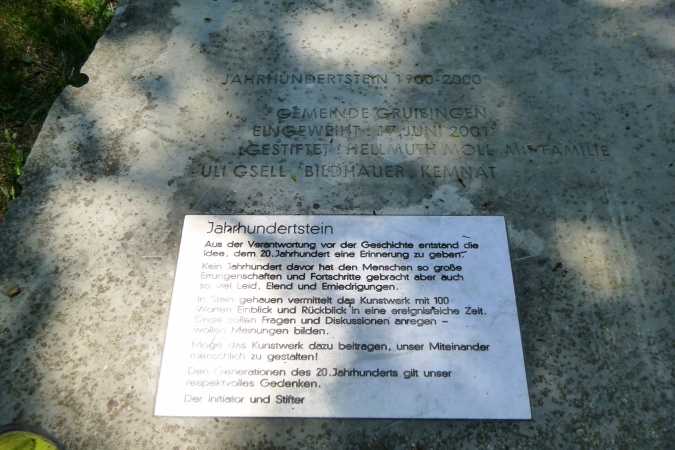 JAHRHUNDERTSTEIN 1900-2000
GEMEINDE GRUIBINGEN
EINGEWEIHT : 17. JUNI 2001
GESTIFTET : HELLMUTH MOLL MIT FAMILIE
ULI GSELL, BILDHAUER, KEMNAT
Jahrhundertstein
Aus der Verantwortung vor der Geschichte entstand die
Idee, dem 20. Jahrhundert eine Erinnerung zu geben.
Kein Jahrhundert davor hat den Menschen so große
Errungenschaften und Fortschritte gebracht aber auch
so viel Leid, Elend und Erniedrigungen.
In Stein gehauen vermittelt das Kunstwerk mit 100
Worten Einblick und Rückblick in eine ereignisreiche Zeit.
Diese sollen Fragen und Diskussionen anregen –
wollen Meinungen bilden.
Möge das Kunstwerk dazu beitragen, unser Miteinander
menschlich zu gestalten!
Den Generationen des 20. Jahrhunderts gilt unser
respektvolles Gedenken.
Der Initiator und Stifter